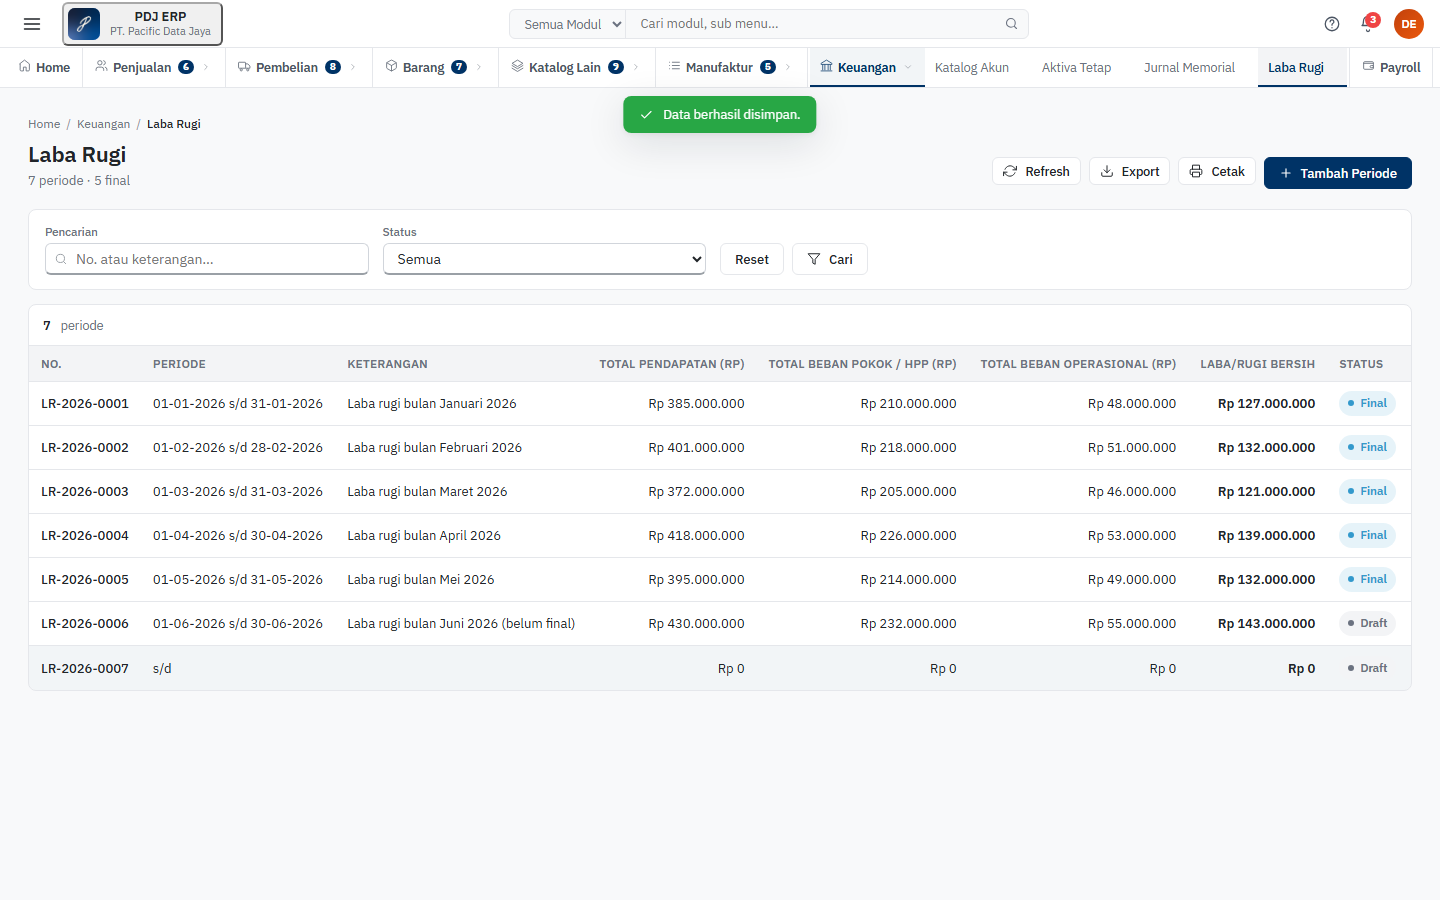 PDJ ERP
PT. Pacific Data Jaya
Semua Modul
Cari modul, sub menu...
3
DE
Home
Penjualan 6
Pembelian 8
Barang 7
Katalog Lain 9
Manufaktur 5
Keuangan
Katalog Akun
Aktiva Tetap
Jurnal Memorial
Laba Rugi
Payroll
Data berhasil disimpan.
Home / Keuangan / Laba Rugi
Laba Rugi
7 periode · 5 final
Refresh
Export
Cetak
Tambah Periode
Pencarian
Status
No. atau keterangan...
Semua
Reset
Cari
7 periode
NO. PERIODE KETERANGAN TOTAL PENDAPATAN (RP) TOTAL BEBAN POKOK / HPP (RP) TOTAL BEBAN OPERASIONAL (RP) LABA/RUGI BERSIH STATUS
LR-2026-0001 01-01-2026 s/d 31-01-2026 Laba rugi bulan Januari 2026 Rp 385.000.000 Rp 210.000.000 Rp 48.000.000 Rp 127.000.000 Final
LR-2026-0002 01-02-2026 s/d 28-02-2026 Laba rugi bulan Februari 2026 Rp 401.000.000 Rp 218.000.000 Rp 51.000.000 Rp 132.000.000 Final
LR-2026-0003 01-03-2026 s/d 31-03-2026 Laba rugi bulan Maret 2026 Rp 372.000.000 Rp 205.000.000 Rp 46.000.000 Rp 121.000.000 Final
LR-2026-0004 01-04-2026 s/d 30-04-2026 Laba rugi bulan April 2026 Rp 418.000.000 Rp 226.000.000 Rp 53.000.000 Rp 139.000.000 Final
LR-2026-0005 01-05-2026 s/d 31-05-2026 Laba rugi bulan Mei 2026 Rp 395.000.000 Rp 214.000.000 Rp 49.000.000 Rp 132.000.000 Final
LR-2026-0006 01-06-2026 s/d 30-06-2026 Laba rugi bulan Juni 2026 (belum final) Rp 430.000.000 Rp 232.000.000 Rp 55.000.000 Rp 143.000.000 Draft
LR-2026-0007 s/d Rp 0 Rp 0 Rp 0 Rp 0 Draft